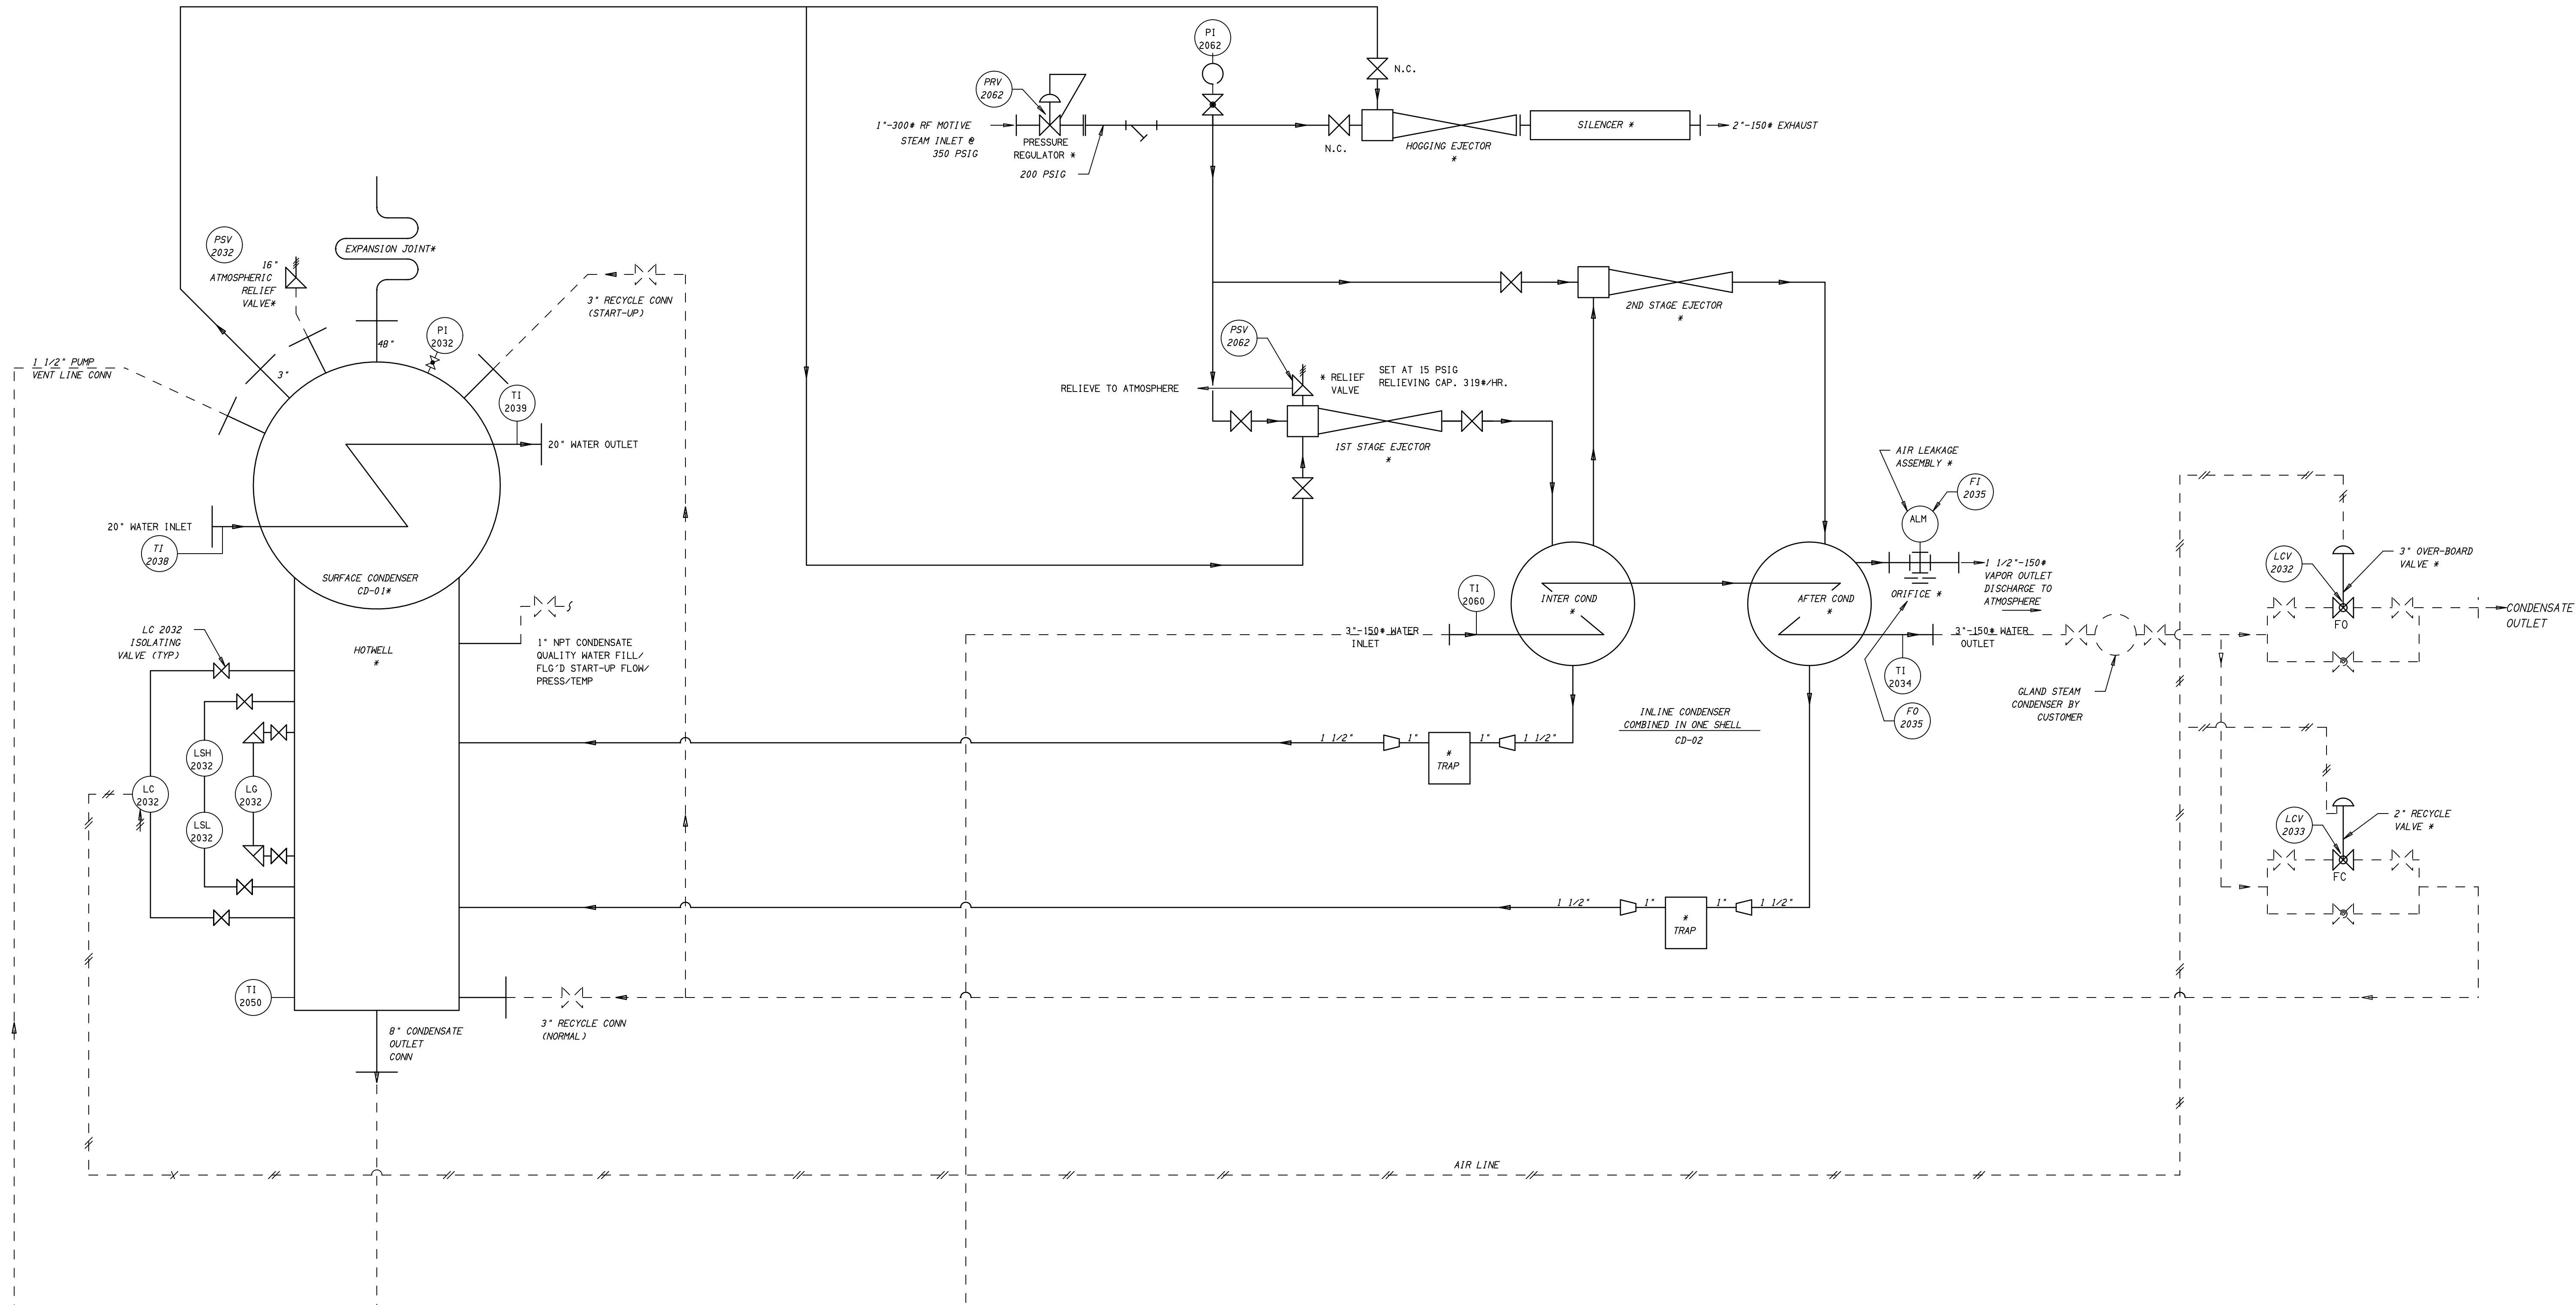 PI
2062
N.C.
PRV
2062
1"-300# RF MOTIVE
STEAM INLET @
350 PSIG
PRESSURE
REGULATOR *
200 PSIG
N.C.
HOGGING EJECTOR
*
SILENCER *
2"-150# EXHAUST
PSV
2032
16"
ATMOSPHERIC
RELIEF
VALVE*
EXPANSION JOINT*
3" RECYCLE CONN
(START-UP)
48"
PI
2032
1 1/2" PUMP
VENT LINE CONN
3"
TI
2039
20" WATER OUTLET
20" WATER INLET
TI
2038
SURFACE CONDENSER
CD-01*
2ND STAGE EJECTOR
*
PSV
2062
RELIEVE TO ATMOSPHERE
* RELIEF
VALVE
SET AT 15 PSIG
RELIEVING CAP. 319#/HR.
1ST STAGE EJECTOR
*
AIR LEAKAGE
ASSEMBLY *
FI
2035
ALM
1 1/2"-150#
VAPOR OUTLET
DISCHARGE TO
ATMOSPHERE
ORIFICE *
TI
2060
INTER COND
*
AFTER COND
*
3"-150# WATER
INLET
3"-150# WATER
OUTLET
TI
2034
FO
2035
INLINE CONDENSER
COMBINED IN ONE SHELL
CD-02
GLAND STEAM
CONDENSER BY
CUSTOMER
LCV
2032
3" OVER-BOARD
VALVE *
FO
CONDENSATE
OUTLET
LCV
2033
2" RECYCLE
VALVE *
FC
LC 2032
ISOLATING
VALVE (TYP)
HOTWELL
*
1" NPT CONDENSATE
QUALITY WATER FILL/
FLG'D START-UP FLOW/
PRESS/TEMP
LSH
2032
LC
2032
LG
2032
LSL
2032
1 1/2"
1"
*
TRAP
1"
1 1/2"
1 1/2"
1"
*
TRAP
1"
1 1/2"
TI
2050
3" RECYCLE CONN
(NORMAL)
8" CONDENSATE
OUTLET
CONN
AIR LINE